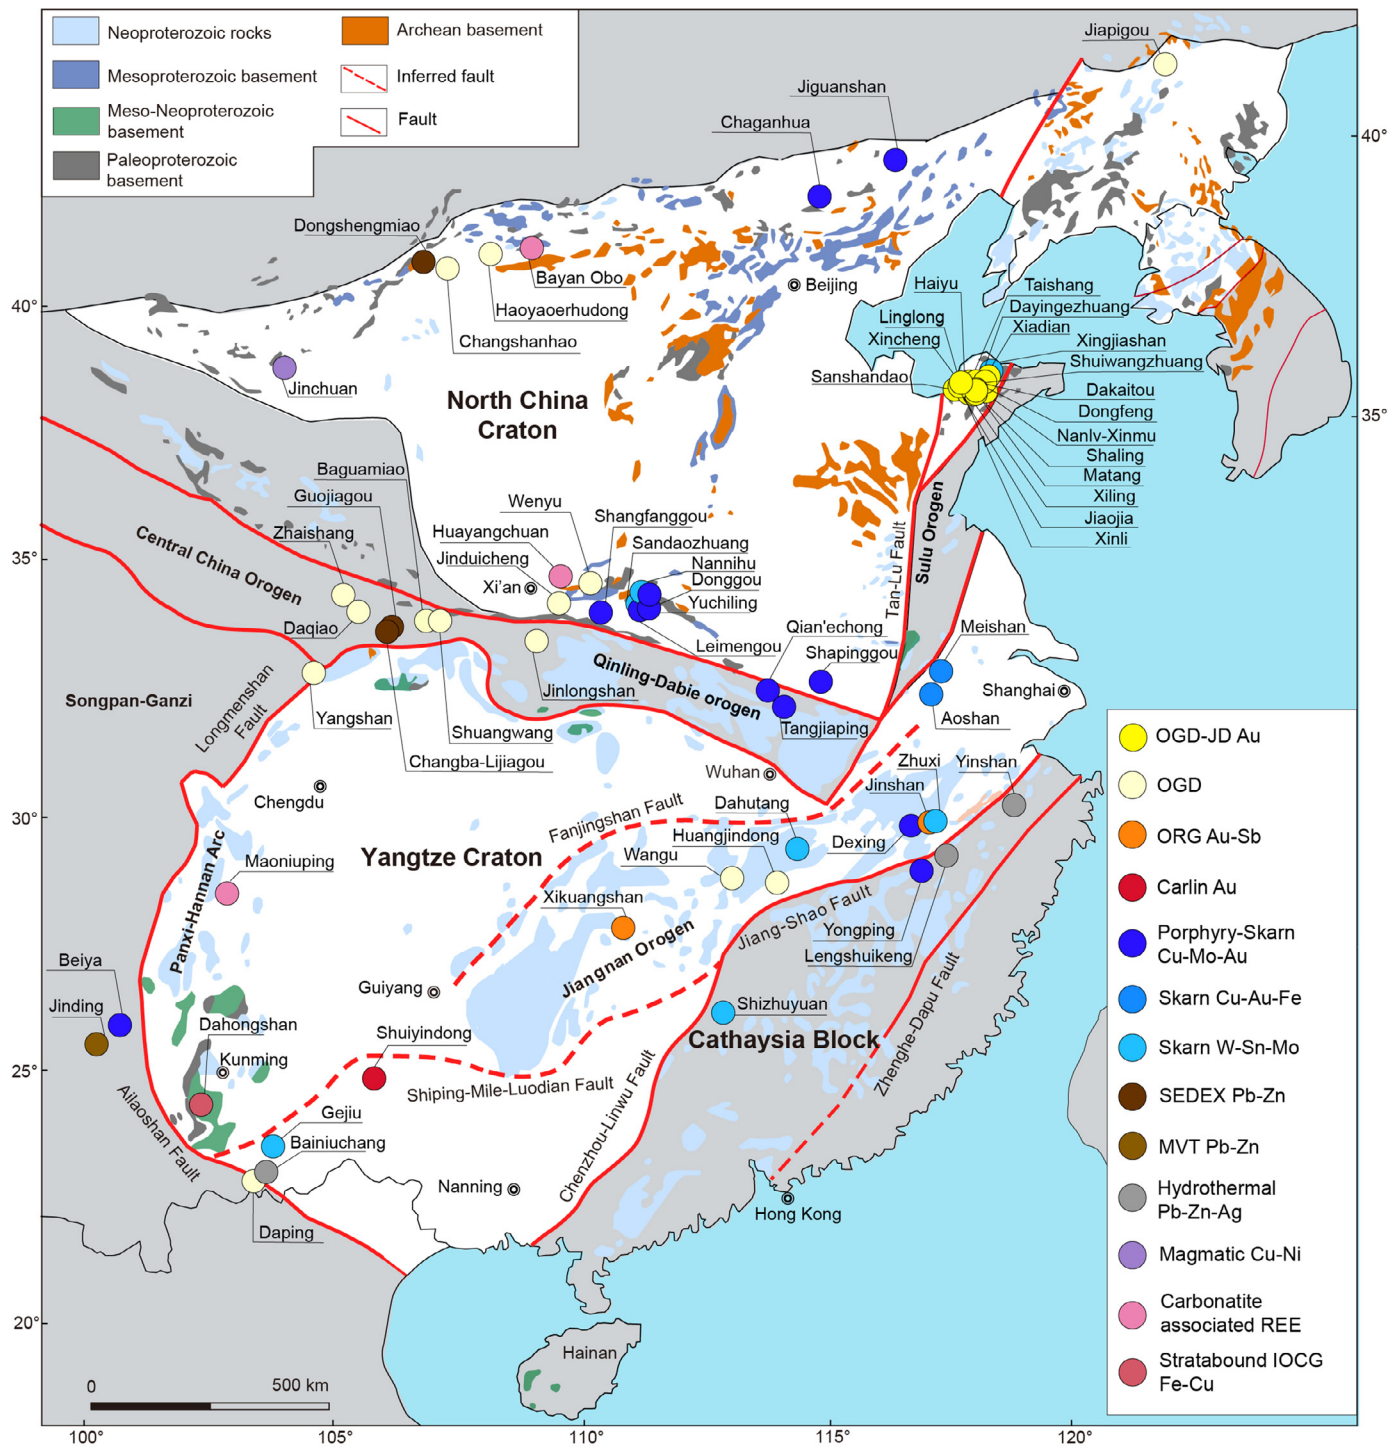 Neoproterozoic rocks
Archean basement
Mesoproterozoic basement
Inferred fault
Meso-Neoproterozoic
basement
Fault
Paleoproterozoic
basement
Jiapigou
Jiguanshan
Chaganhua
40°
Dongshengmiao
Bayan Obo
Haoyaoerhudong
Changshanhao
Beijing
Haiyu
Taishang
Dayingezhuang
Linglong
Xiadian
Xincheng
Xingjiashan
Shuiwangzhuang
Sanshandao
Dakaitou
Dongfeng
Nanlv-Xinmu
Shaling
Matang
Xiling
Jiaojia
Xinli
40°
35°
Jinchuan
North China
Craton
Baguamiao
Guojiagou
Zhaishang
Wenyu
Shangfanggou
Huayangchuan
Sandaozhuang
Jinduicheng
Nannihu
Donggou
Xi'an
Yuchiling
Leimengou
35°
Central China Orogen
Tan-Lu Fault
Sulu Orogen
Daqiao
Qian'echong
Shapinggou
Meishan
Shanghai
Aoshan
Qinling-Dabie orogen
Jinlongshan
Tangjiaping
Songpan-Ganzi
Longmenshan
Fault
Yangshan
Shuangwang
Changba-Lijiagou
Wuhan
Chengdu
Zhuxi
Yinshan
Jinshan
Dahutang
Fanjingshan Fault
Huangjindong
Dexing
Wangu
30°
Yangtze Craton
Maoniuping
Panxi-Hannan Arc
Xikuangshan
Jiangnan Orogen
Jiang-Shao Fault
Yongping
Lengshuikeng
Beiya
Jinding
Guiyang
Dahongshan
Shuiyindong
Shizhuyuan
Cathaysia Block
Zhenghe-Dapu Fault
Kunming
25°
Shiping-Mile-Luodian Fault
Ailaoshan Fault
Gejiu
Bainiuchang
Chenzhou-Linwu Fault
Nanning
Hong Kong
Daping
20°
Hainan
0
500 km
100°
105°
110°
115°
120°
OGD-JD Au
OGD
ORG Au-Sb
Carlin Au
Porphyry-Skarn
Cu-Mo-Au
Skarn Cu-Au-Fe
Skarn W-Sn-Mo
SEDEX Pb-Zn
MVT Pb-Zn
Hydrothermal
Pb-Zn-Ag
Magmatic Cu-Ni
Carbonatite
associated REE
Stratabound IOCG
Fe-Cu